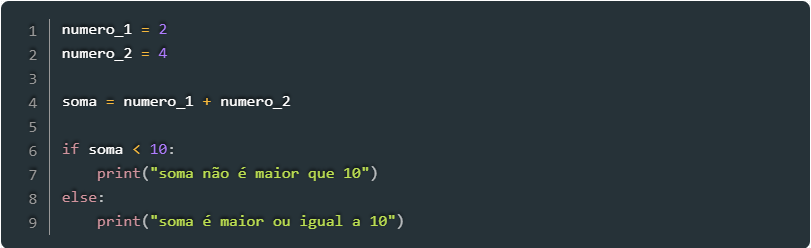 1 numero_1 = 2
2 numero_2 = 4
3
4 soma = numero_1 + numero_2
5
6 if soma < 10:
7     print("soma não é maior que 10")
8 else:
9     print("soma é maior ou igual a 10")